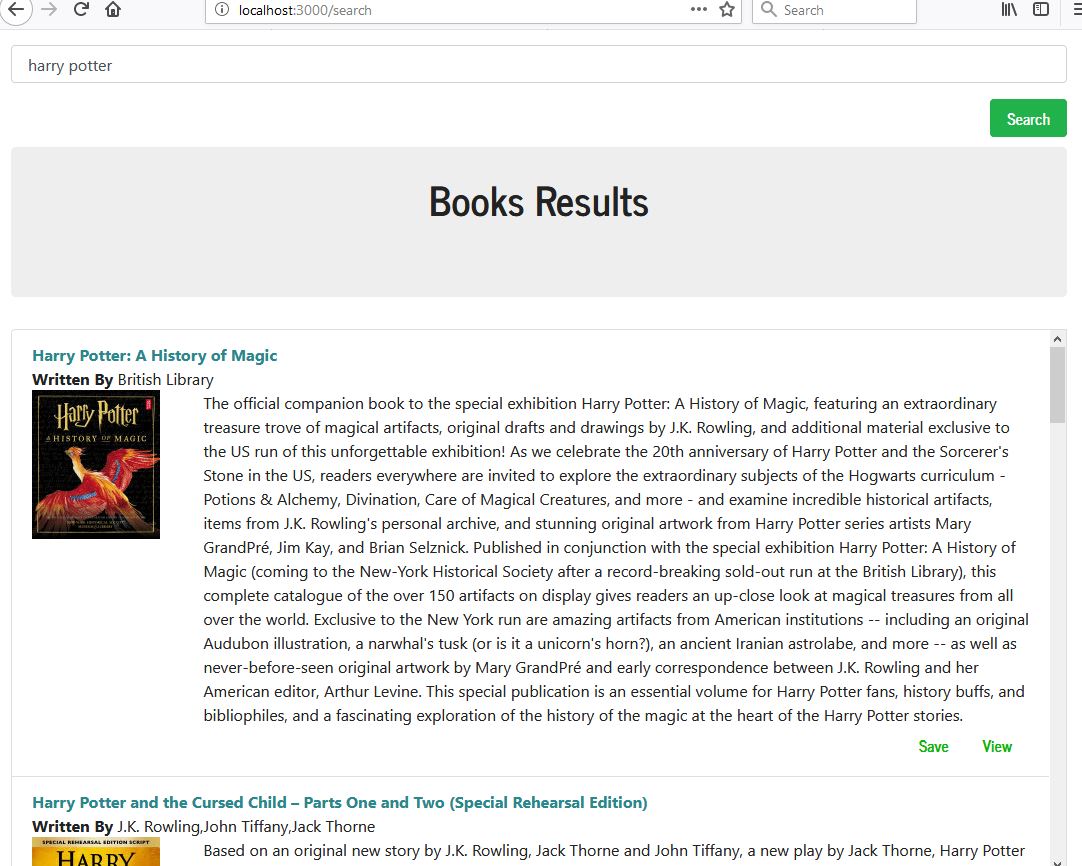 localhost:3000/search
Search
harry potter
Search
Books Results
Harry Potter: A History of Magic
Written By British Library
Harry Potter
A HISTORY OF MAGIC
The official companion book to the special exhibition Harry Potter: A History of Magic, featuring an extraordinary
treasure trove of magical artifacts, original drafts and drawings by J.K. Rowling, and additional material exclusive to
the US run of this unforgettable exhibition! As we celebrate the 20th anniversary of Harry Potter and the Sorcerer's
Stone in the US, readers everywhere are invited to explore the extraordinary subjects of the Hogwarts curriculum -
Potions & Alchemy, Divination, Care of Magical Creatures, and more - and examine incredible historical artifacts,
items from J.K. Rowling's personal archive, and stunning original artwork from Harry Potter series artists Mary
GrandPré, Jim Kay, and Brian Selznick. Published in conjunction with the special exhibition Harry Potter: A History of
Magic (coming to the New-York Historical Society after a record-breaking sold-out run at the British Library), this
complete catalogue of the over 150 artifacts on display gives readers an up-close look at magical treasures from all
over the world. Exclusive to the New York run are amazing artifacts from American institutions -- including an original
Audubon illustration, a narwhal's tusk (or is it a unicorn's horn?), an ancient Iranian astrolabe, and more -- as well as
never-before-seen original artwork by Mary GrandPré and early correspondence between J.K. Rowling and her
American editor, Arthur Levine. This special publication is an essential volume for Harry Potter fans, history buffs, and
bibliophiles, and a fascinating exploration of the history of the magic at the heart of the Harry Potter stories.
Save View
Harry Potter and the Cursed Child – Parts One and Two (Special Rehearsal Edition)
Written By J.K. Rowling,John Tiffany,Jack Thorne
SPECIAL REHEARSAL EDITION SCRIPT
HARRY
Based on an original new story by J.K. Rowling, Jack Thorne and John Tiffany, a new play by Jack Thorne, Harry Potter